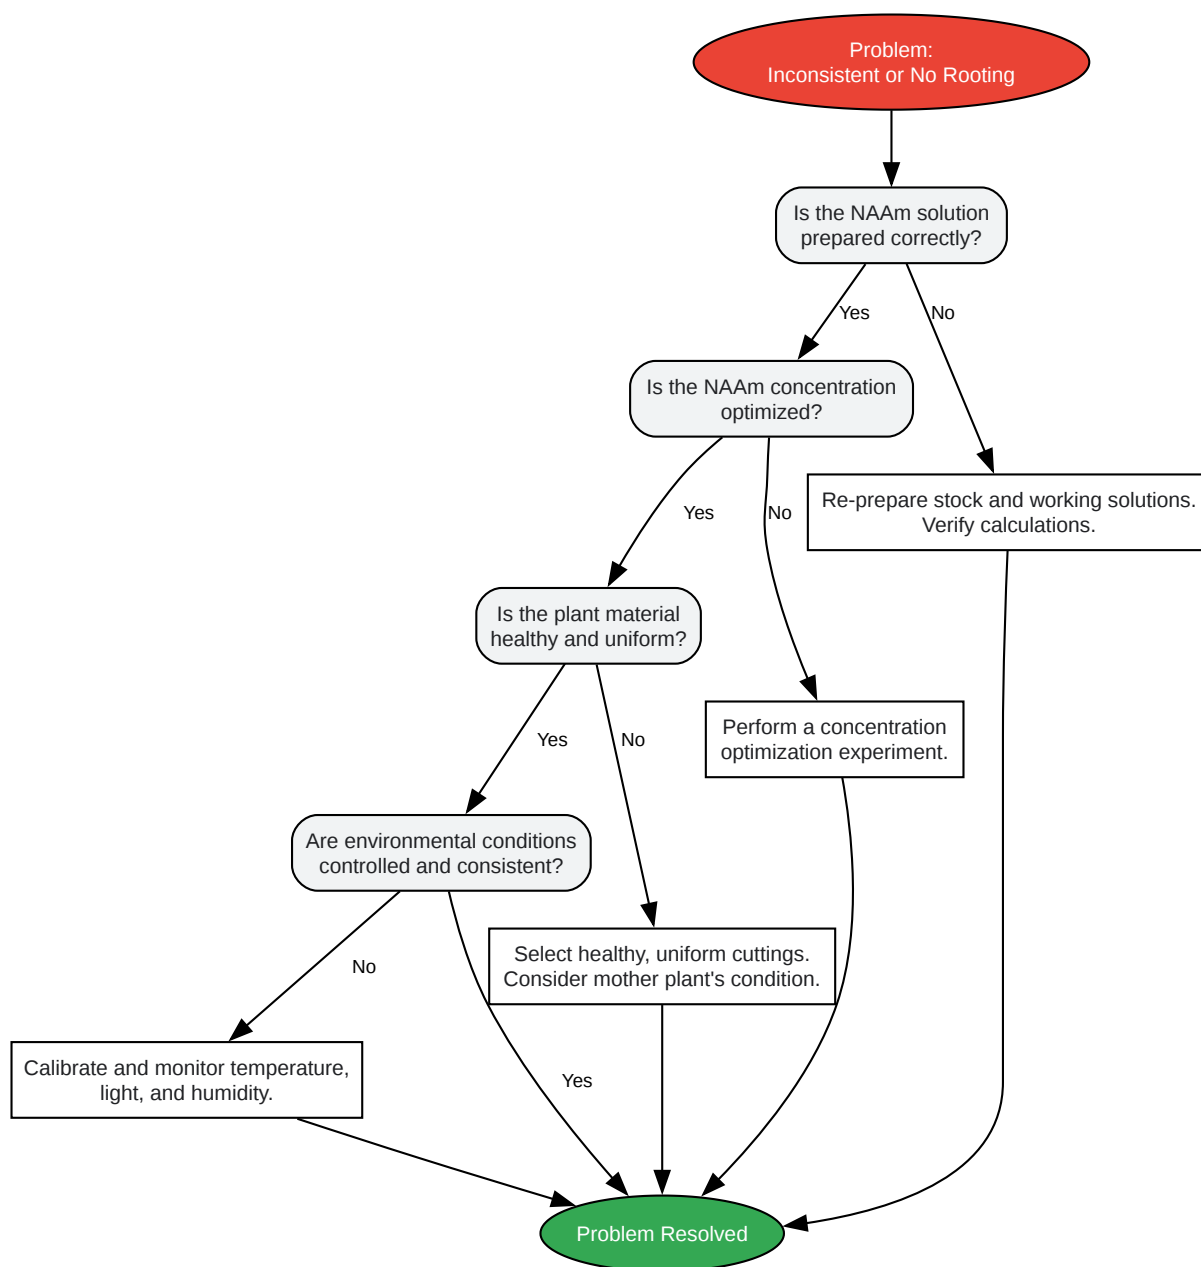 Problem:
Inconsistent or No Rooting
Is the NAAm solution
prepared correctly?
Yes
No
Is the NAAm concentration
optimized?
Re-prepare stock and working solutions.
Verify calculations.
Yes
No
Is the plant material
healthy and uniform?
Perform a concentration
optimization experiment.
Yes
No
Are environmental conditions
controlled and consistent?
Select healthy, uniform cuttings.
Consider mother plant's condition.
No
Calibrate and monitor temperature,
light, and humidity.
Yes
Problem Resolved